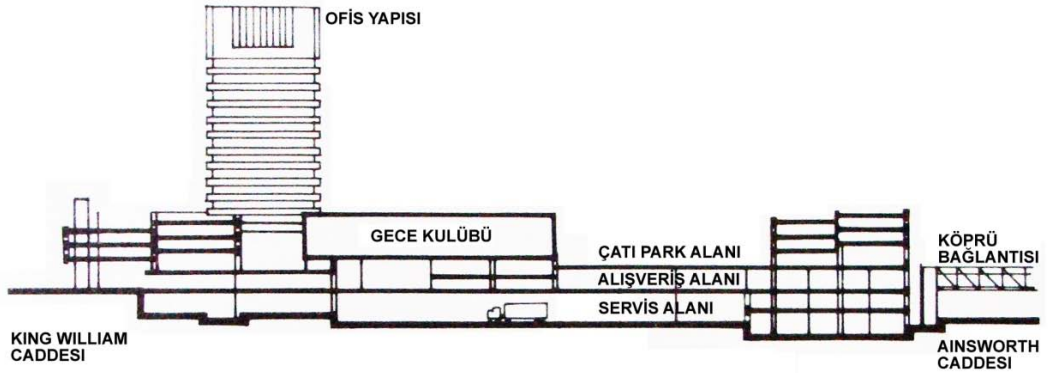 OFİS YAPISI
GECE KULÜBÜ
ÇATI PARK ALANI
KÖPRÜ
BAĞLANTISI
ALIŞVERİŞ ALANI
SERVİS ALANI
KING WILLIAM
CADDESİ
AINSWORTH
CADDESİ